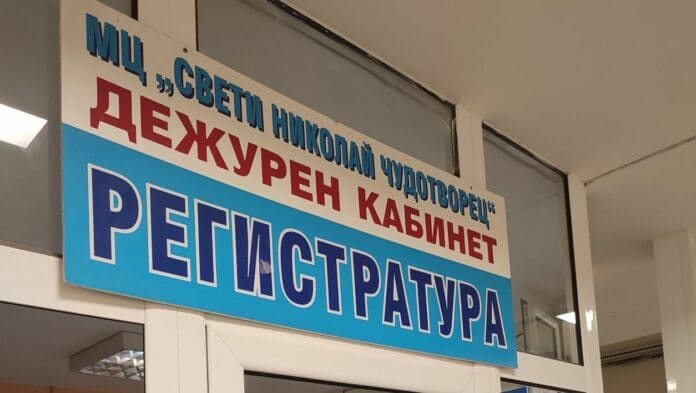 МЦ „СВЕТИ НИКОЛАЙ ЧУДОТВОРЕЦ“
ДЕЖУРЕН КАБИНЕТ
РЕГИСТРАТУРА